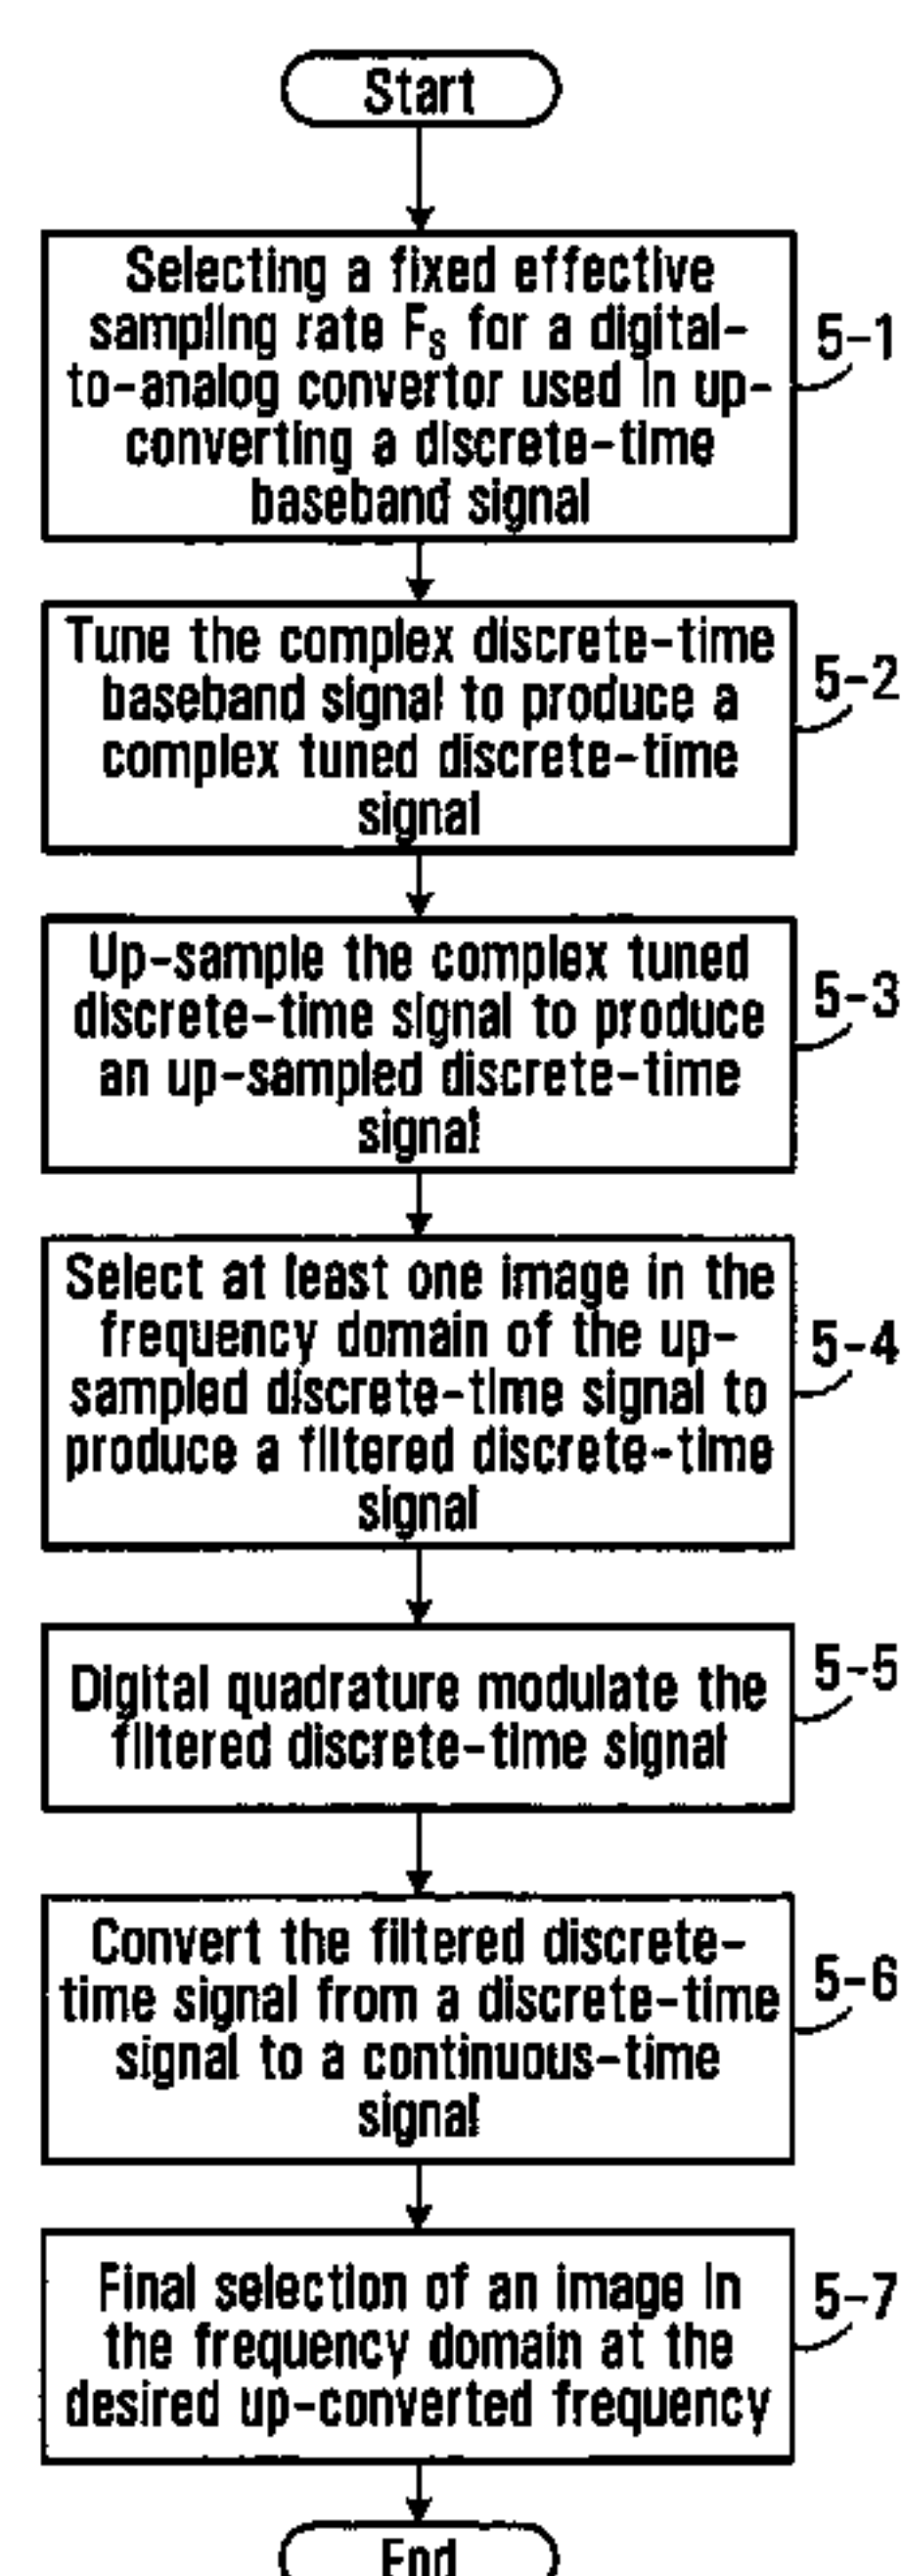 Start
Selecting a fixed effective
sampling rate FS for a digital-
to-analog convertor used in up-
converting a discrete-time
baseband signal
5-1
Tune the complex discrete-time
baseband signal to produce a
complex tuned discrete-time
signal
5-2
Up-sample the complex tuned
discrete-time signal to produce
an up-sampled discrete-time
signal
5-3
Select at least one image in the
frequency domain of the up-
sampled discrete-time signal to
produce a filtered discrete-time
signal
5-4
Digital quadrature modulate the
filtered discrete-time signal
5-5
Convert the filtered discrete-
time signal from a discrete-time
signal to a continuous-time
signal
5-6
Final selection of an image in
the frequency domain at the
desired up-converted frequency
5-7
End